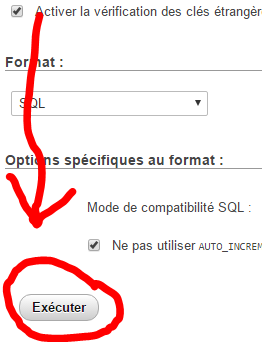 Activer la vérification des clés étrangèr
Format :
SQL
Options spécifiques au format :
Mode de compatibilité SQL :
Ne pas utiliser AUTO_INCREM
Exécuter